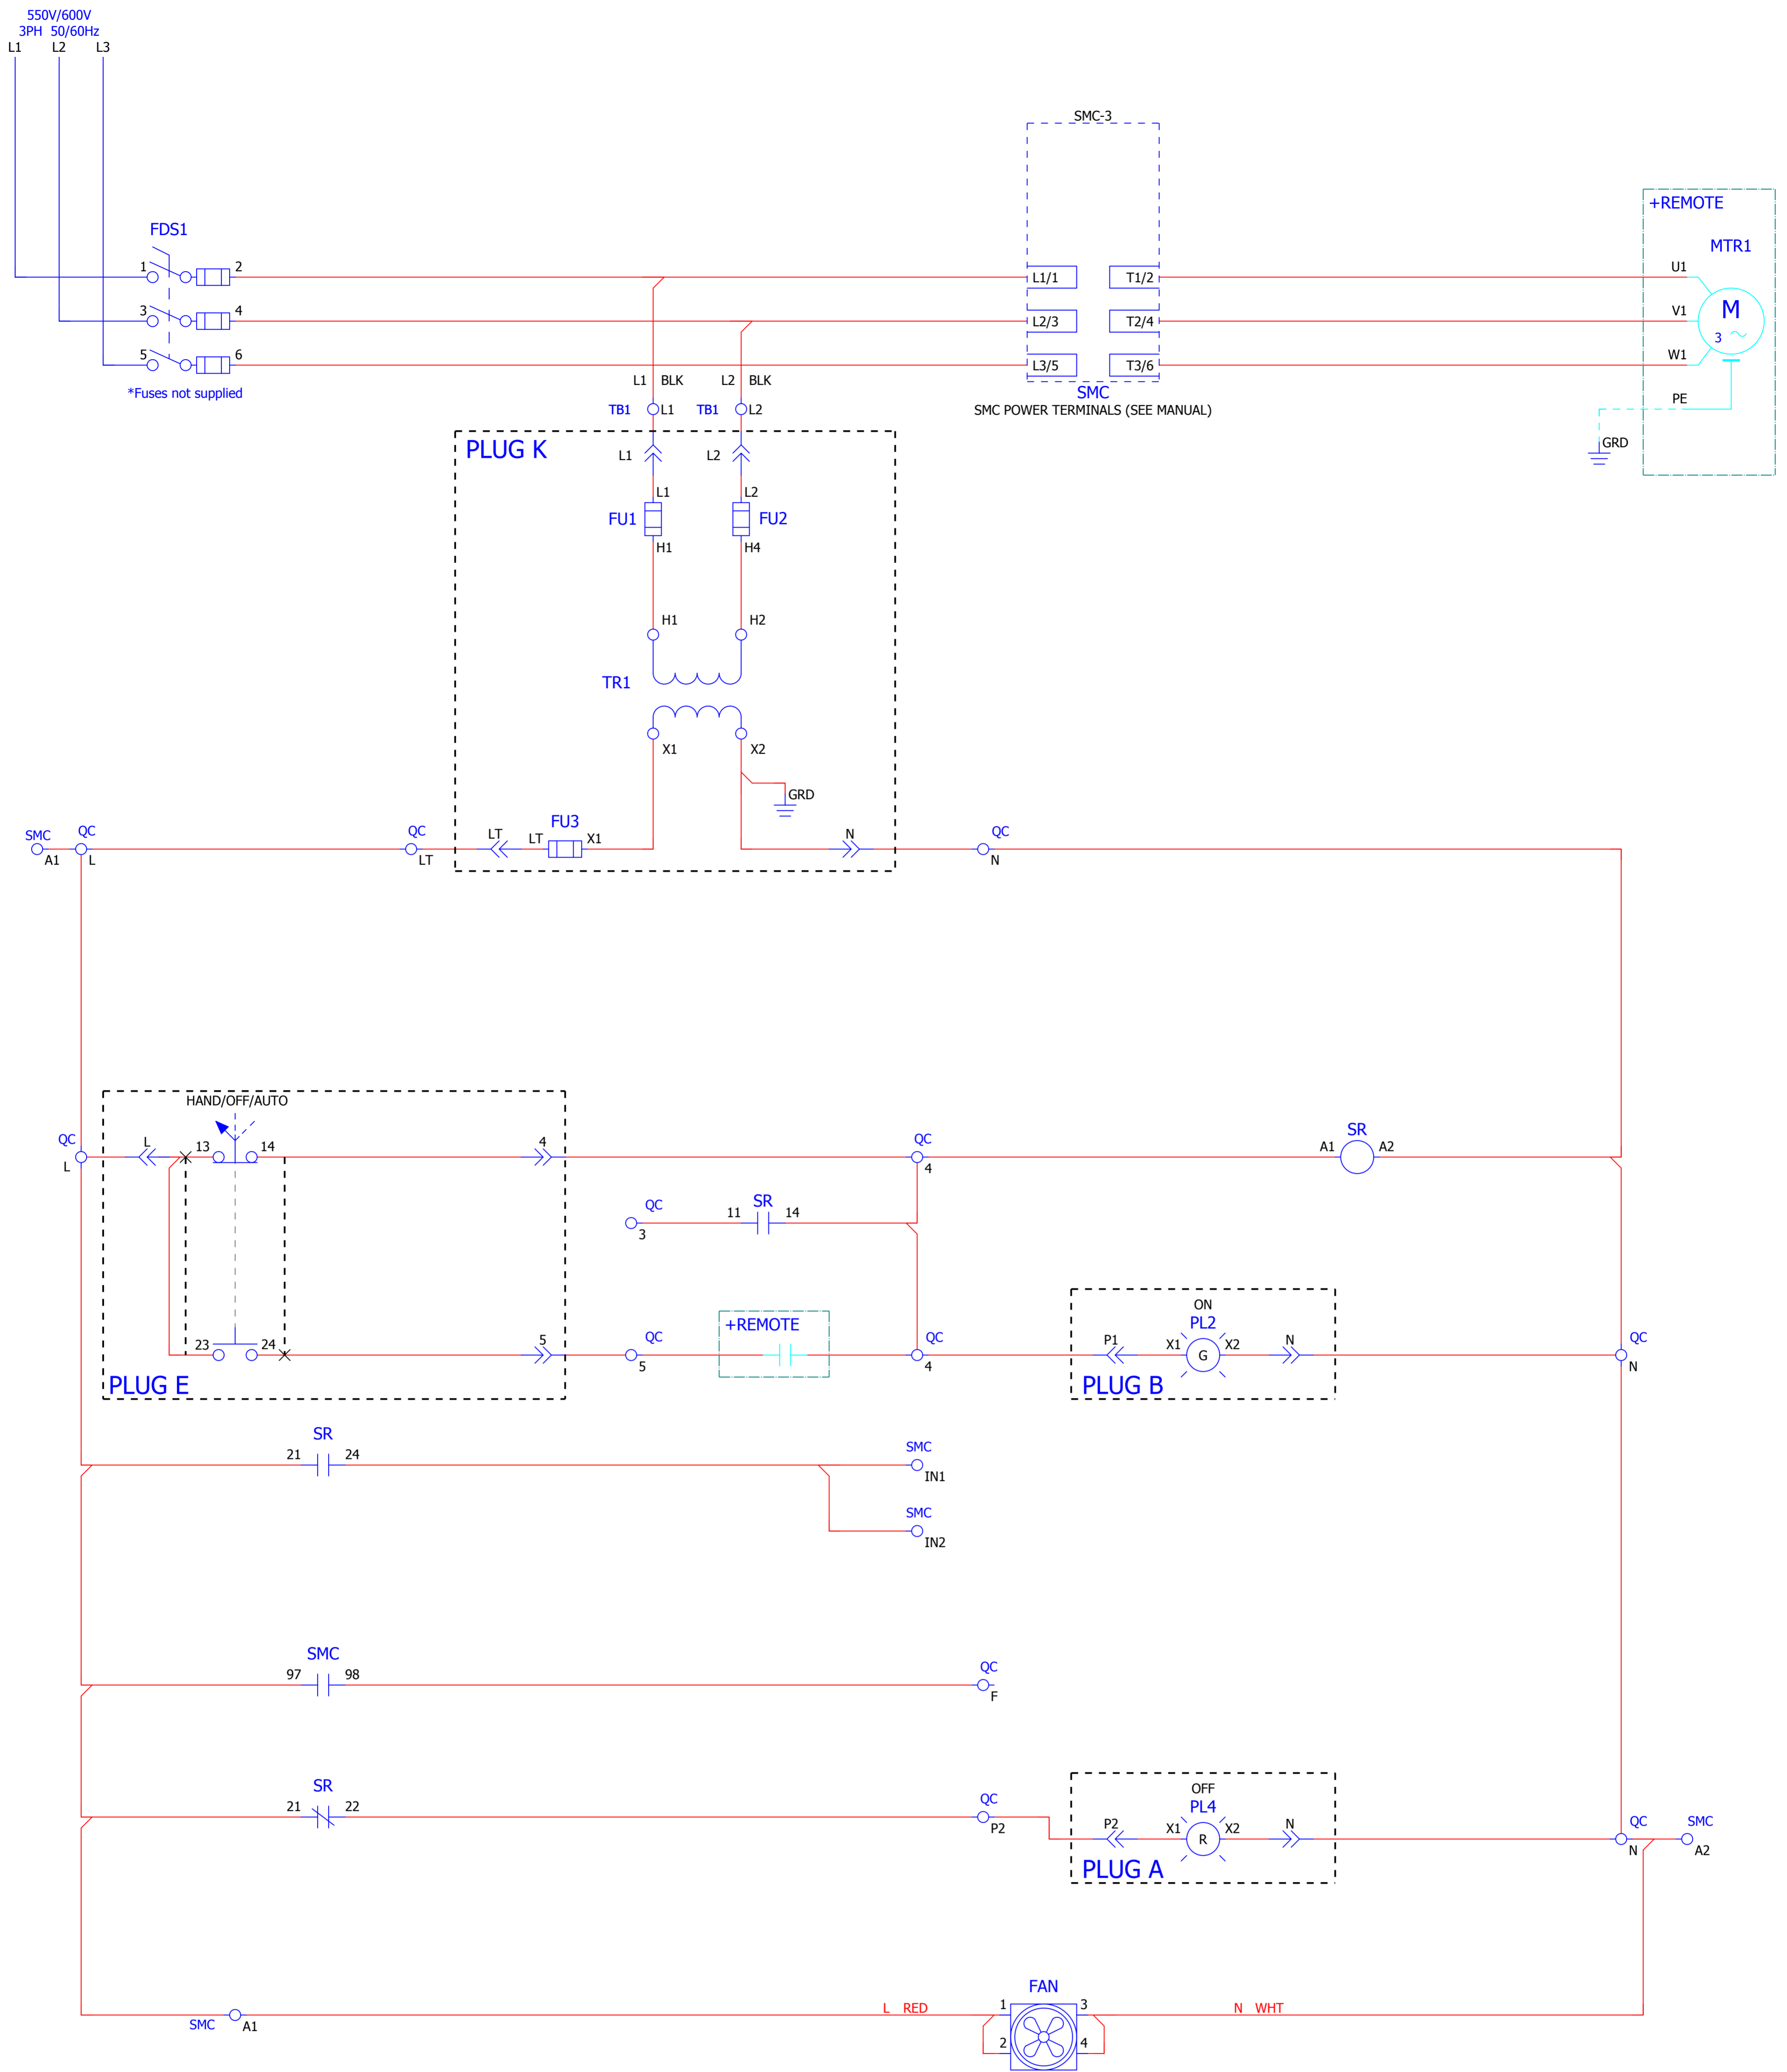 550V/600V
3PH 50/60Hz
L1 L2 L3
SMC-3
+REMOTE
FDS1
MTR1
1 2 L1/1 T1/2 U1
3 4 L2/3 T2/4 V1
M
3
5 6 L3/5 T3/6 W1
*Fuses not supplied
L1 BLK L2 BLK
SMC
PE
TB1 L1 TB1 L2
SMC POWER TERMINALS (SEE MANUAL)
PLUG K
L1 L2
GRD
L1 L2
FU1 FU2
H1 H4
H1 H2
TR1
X1 X2
GRD
FU3
SMC QC QC LT LT X1 N QC
A1 L LT N
HAND/OFF/AUTO
QC L 13 14 4 QC SR
A1 A2
L 4
QC SR
11 14
3
ON
+REMOTE PL2
23 24 5 QC QC P1 X1 X2 N QC
G
5 4 N
PLUG E PLUG B
SR SMC
21 24
IN1
SMC
IN2
SMC QC
97 98
F
SR OFF
21 22 QC PL4
P2 P2 X1 X2 N QC SMC
R
N A2
PLUG A
FAN
L RED 1 3 N WHT
SMC A1
2 4